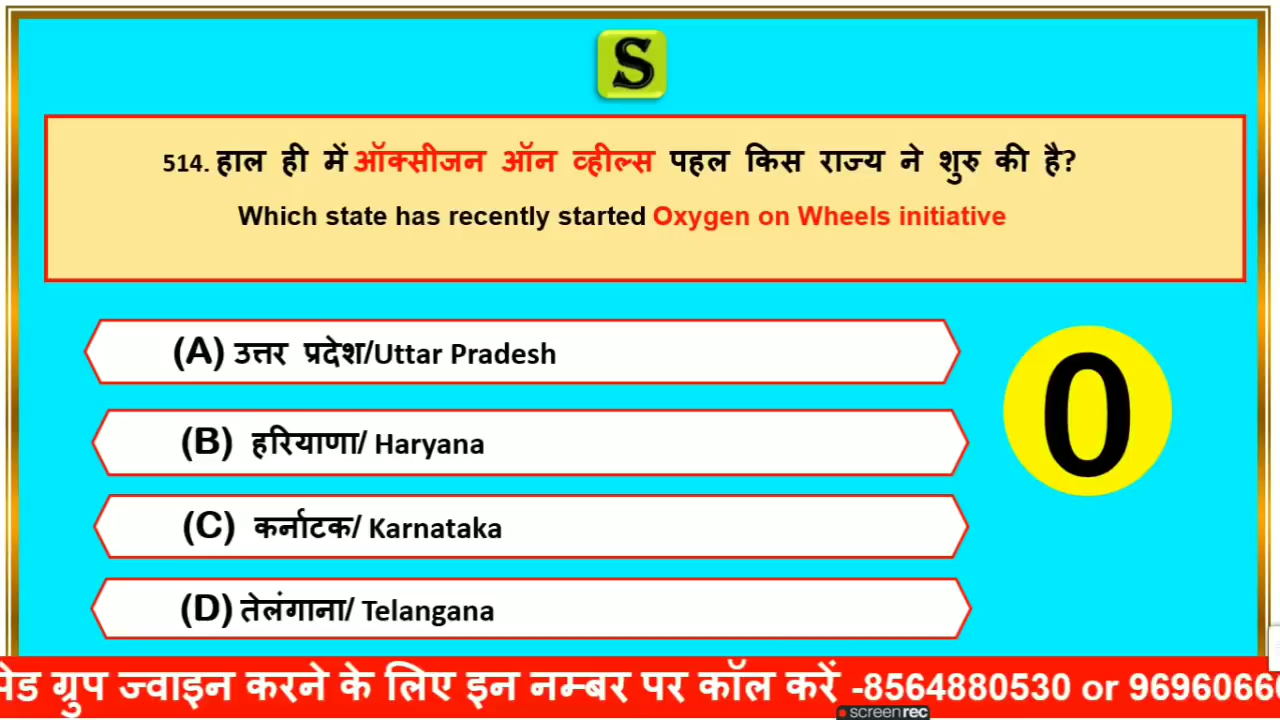 S
514. हाल ही में ऑक्सीजन ऑन व्हील्स पहल किस राज्य ने शुरु की है?
Which state has recently started Oxygen on Wheels initiative
(A) उत्तर प्रदेश/Uttar Pradesh
(B) हरियाणा/ Haryana
0
(C) कर्नाटक/ Karnataka
(D) तेलंगाना/ Telangana
ग्रुप ज्वाइन करने के लिए इन नम्बर पर कॉल करें -8564880530 or
screenrec